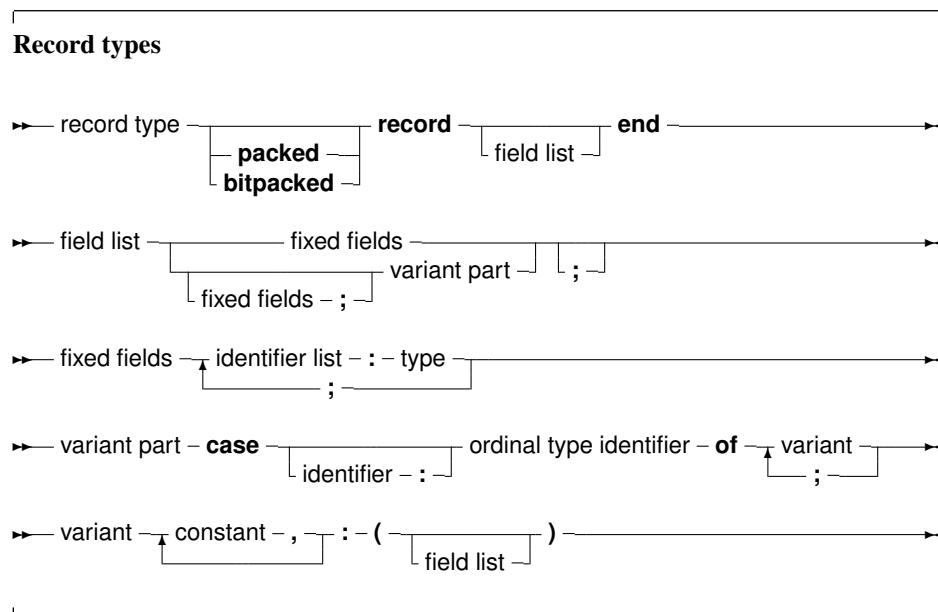 Record types
record type record end
packed field list
bitpacked
field list fixed fields
variant part ;
fixed fields ;
fixed fields identifier list : type
;
variant part case ordinal type identifier of variant
identifier : ;
variant constant , : ( )
field list